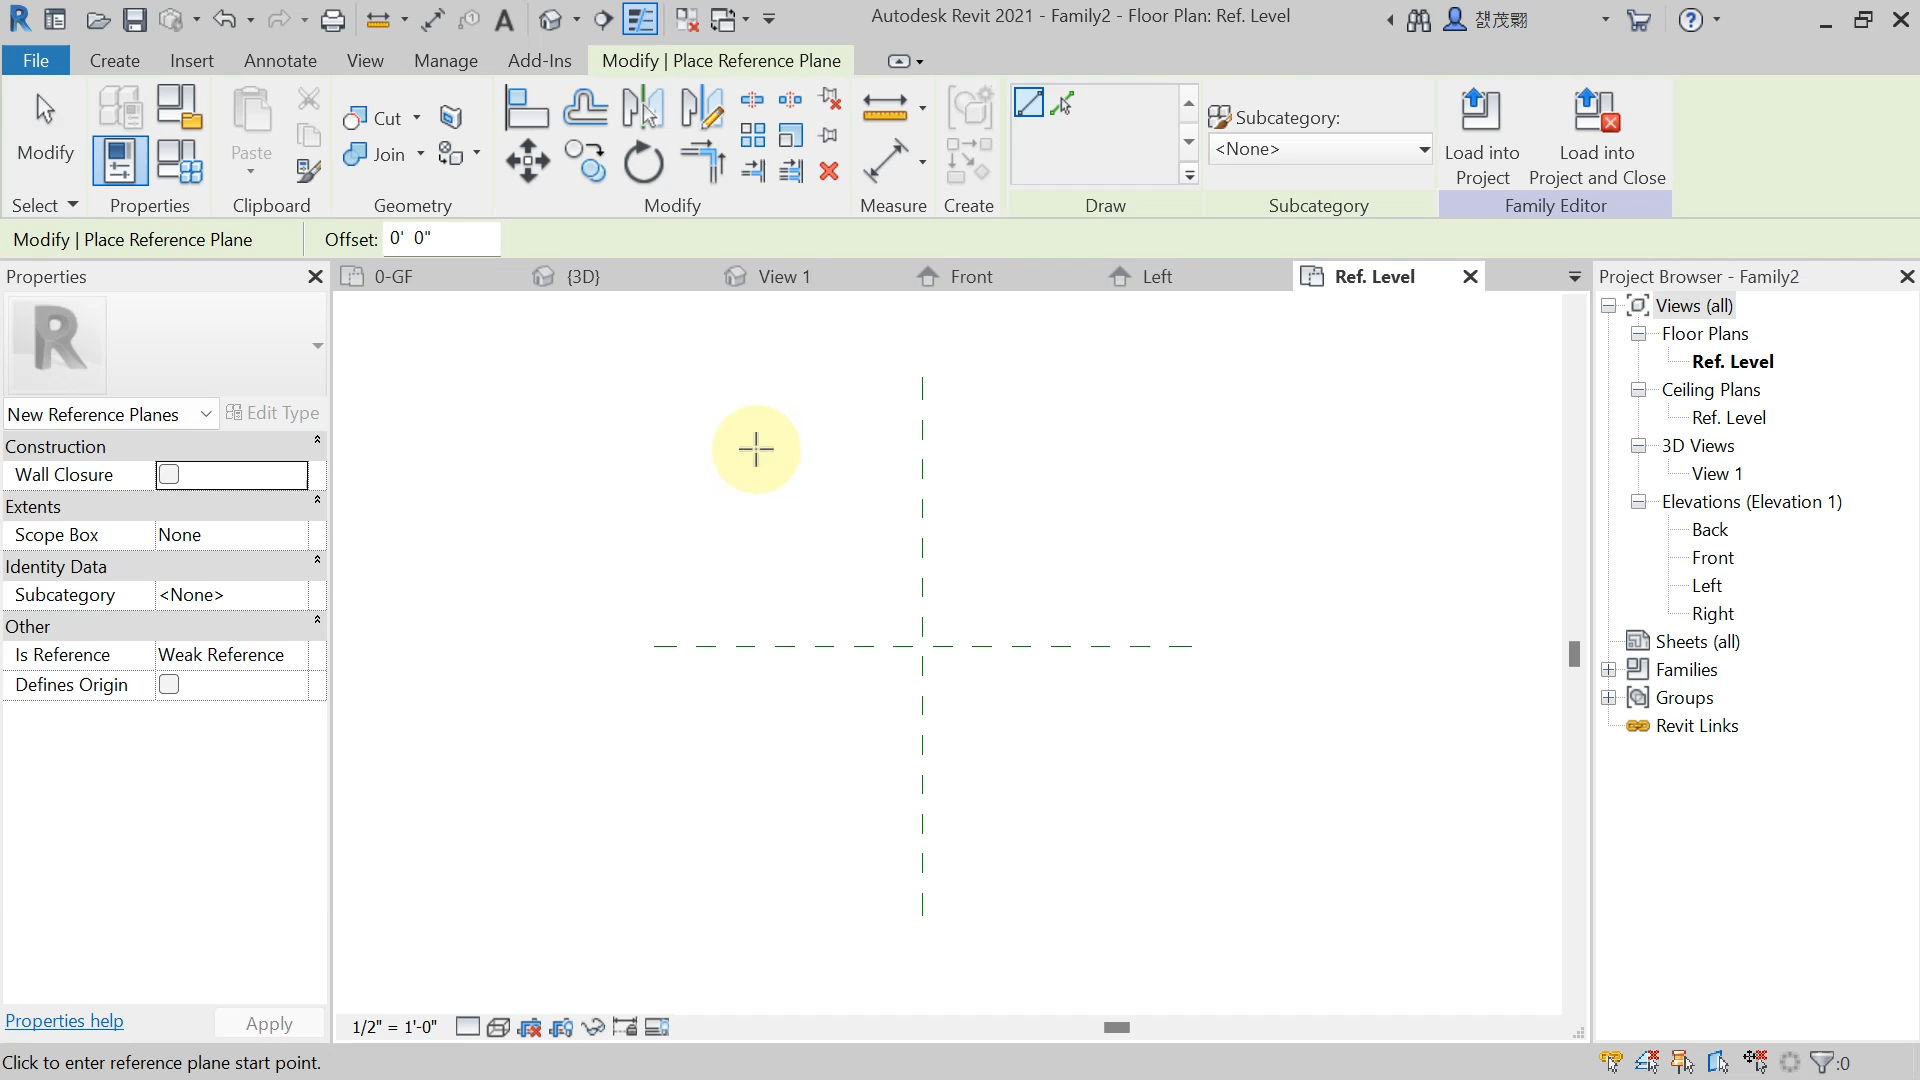 Autodesk Revit 2021 - Family2 - Floor Plan: Ref. Level
File Create Insert Annotate View Manage Add-Ins Modify | Place Reference Plane
Modify
Paste
Cut
Join
Subcategory:
<None>
Load into Project
Load into Project and Close
Select Properties Clipboard Geometry Modify Measure Create Draw Subcategory Family Editor
Modify | Place Reference Plane Offset: 0' 0"
Properties
0-GF {3D} View 1 Front Left Ref. Level
Project Browser - Family2
New Reference Planes Edit Type
Construction
Wall Closure
Extents
Scope Box None
Identity Data
Subcategory <None>
Other
Is Reference Weak Reference
Defines Origin
Properties help Apply
Views (all)
Floor Plans
Ref. Level
Ceiling Plans
Ref. Level
3D Views
View 1
Elevations (Elevation 1)
Back
Front
Left
Right
Sheets (all)
Families
Groups
Revit Links
1/2" = 1'-0"
Click to enter reference plane start point.
:0